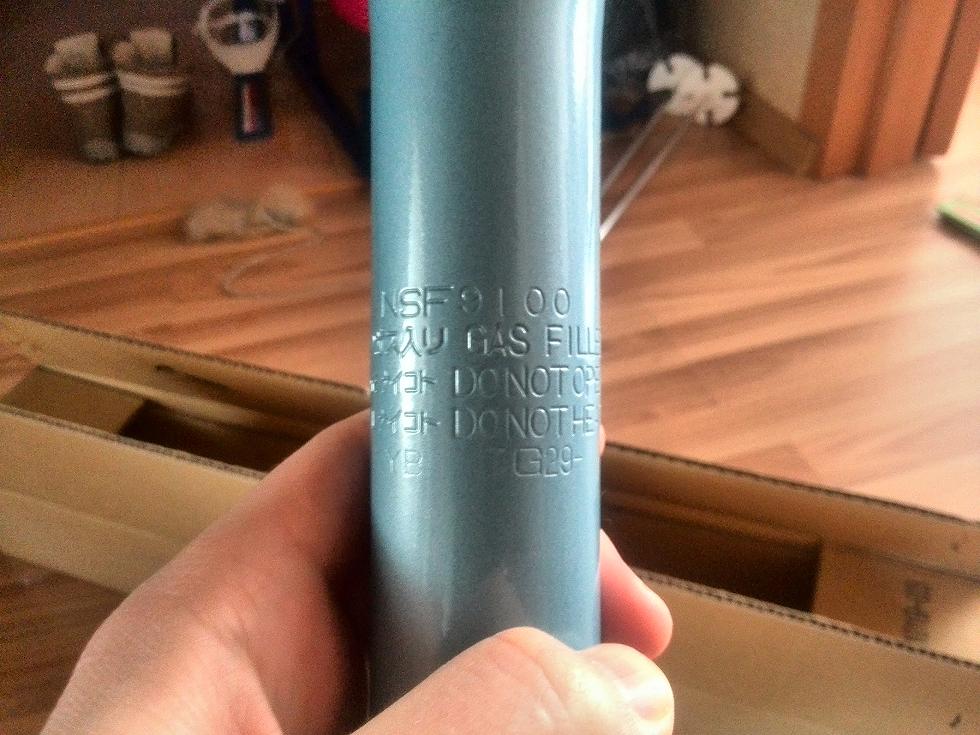 NSF9100
ガス入り GAS FILLE
ナイコト DO NOT OPE
ナイコト DO NOT HE
YB G29-